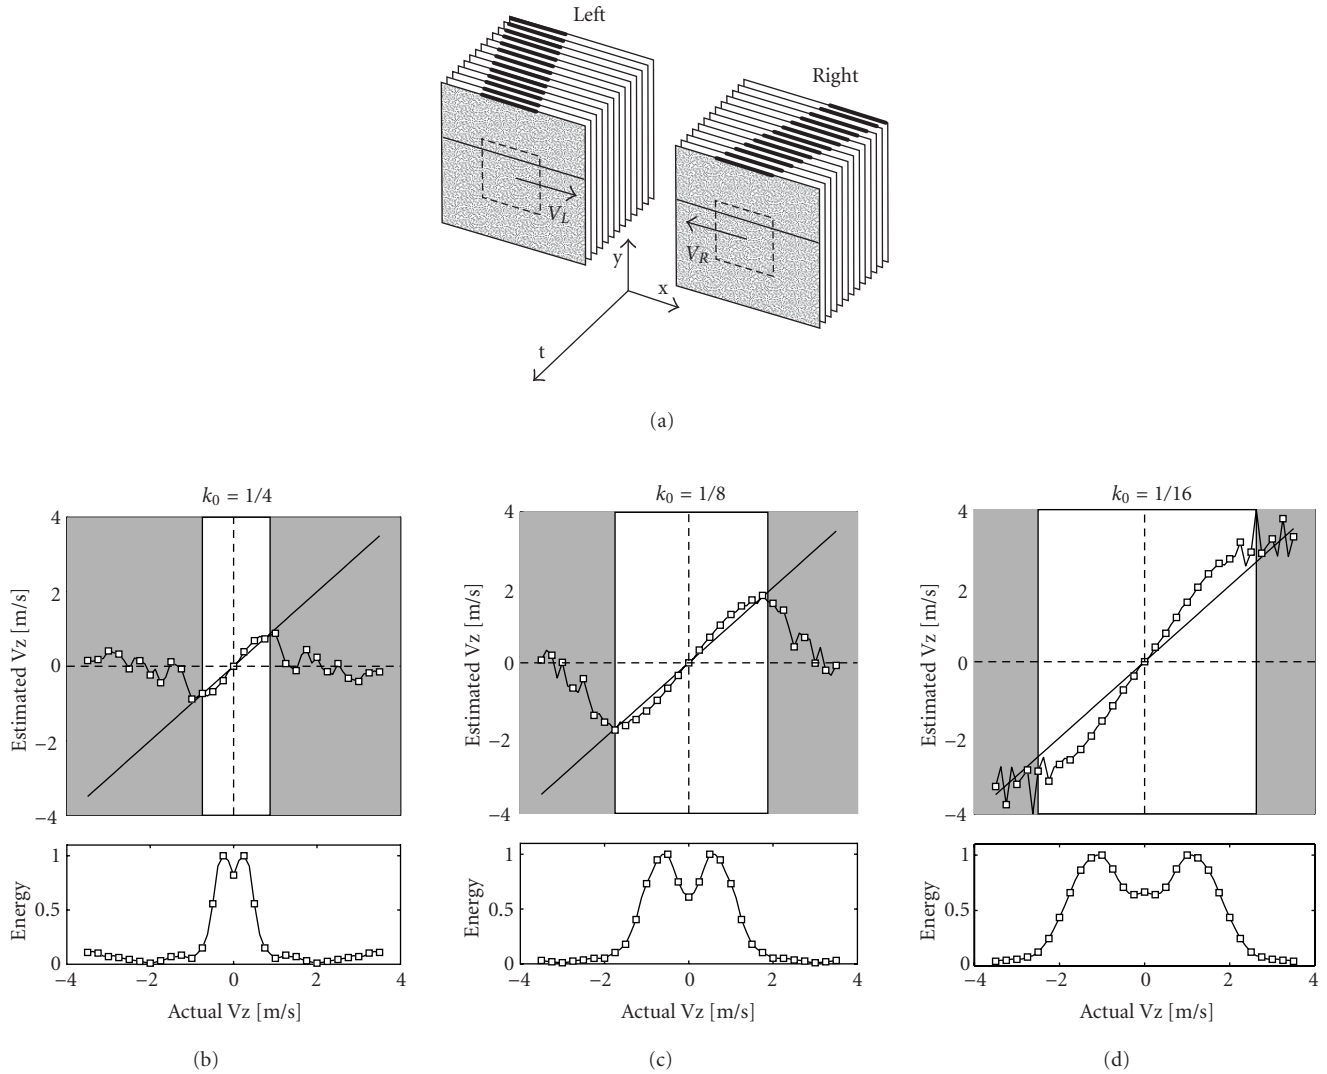 Left
Right
V_L
V_R
y
x
t
(a)
k_0 = 1/4
k_0 = 1/8
k_0 = 1/16
4
2
0
−2
−4
Estimated Vz [m/s]
4
2
0
−2
−4
Estimated Vz [m/s]
4
2
0
−2
−4
Estimated Vz [m/s]
1
0.5
0
Energy
−4 −2 0 2 4
Actual Vz [m/s]
1
0.5
0
Energy
−4 −2 0 2 4
Actual Vz [m/s]
1
0.5
0
Energy
−4 −2 0 2 4
Actual Vz [m/s]
(b)
(c)
(d)